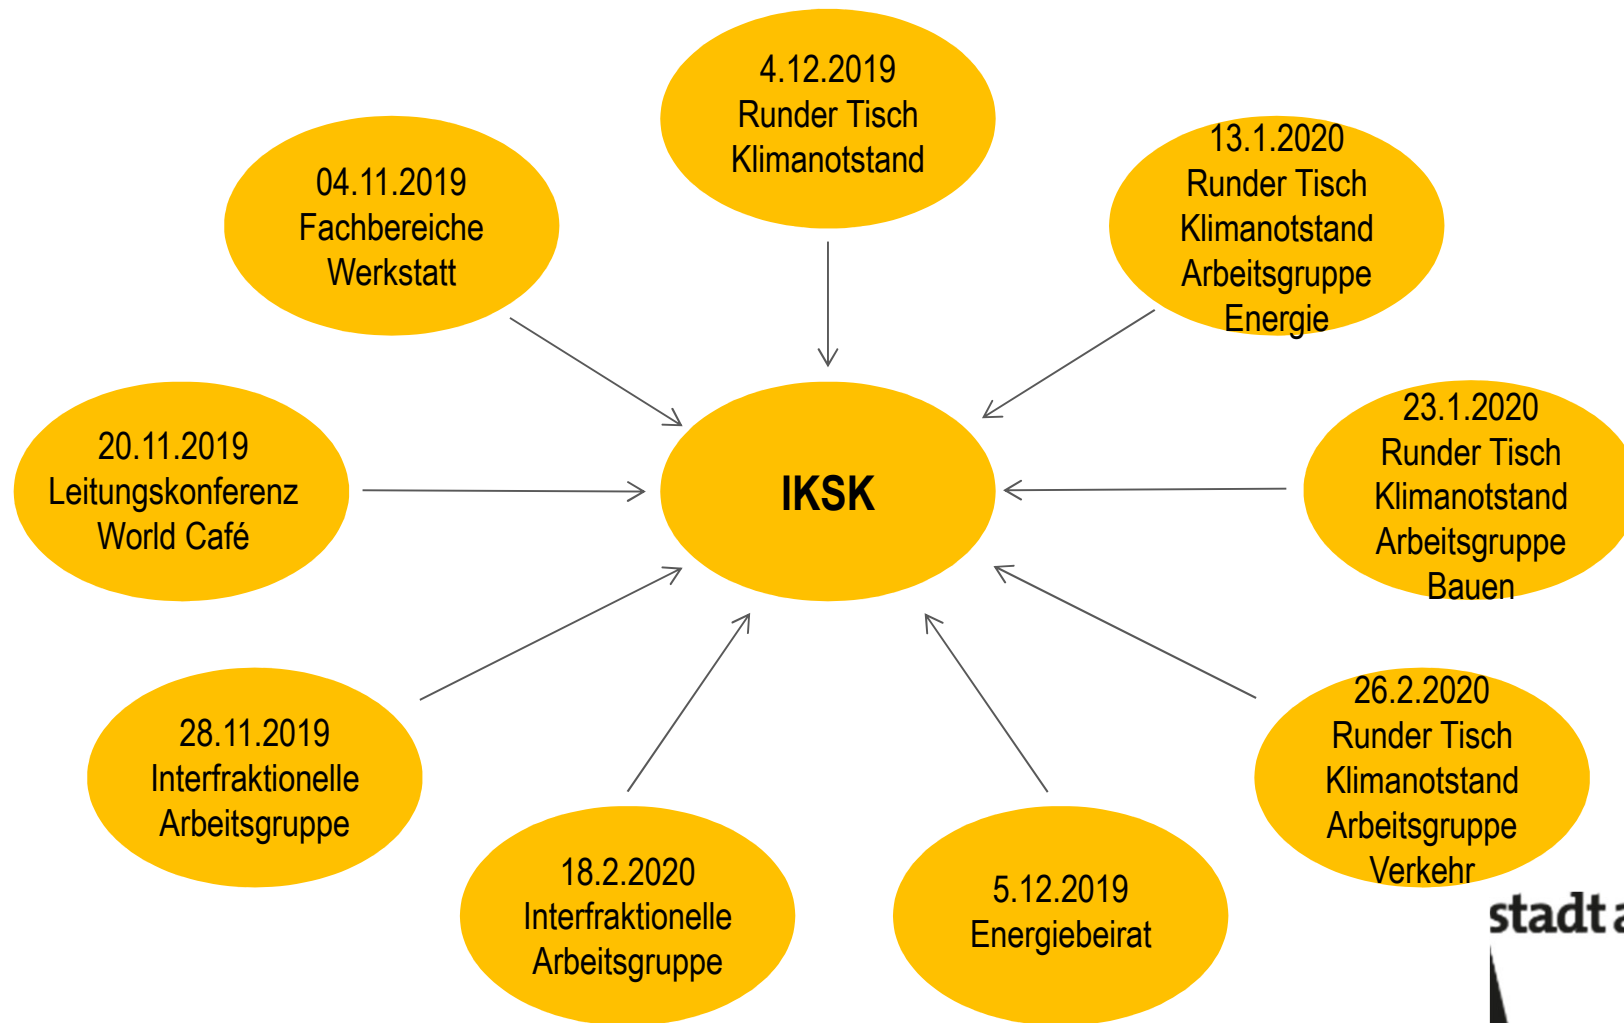 4.12.2019
Runder Tisch
Klimanotstand
13.1.2020
Runder Tisch
Klimanotstand
Arbeitsgruppe
Energie
04.11.2019
Fachbereiche
Werkstatt
23.1.2020
Runder Tisch
Klimanotstand
Arbeitsgruppe
Bauen
20.11.2019
Leitungskonferenz
World Café
IKSK
26.2.2020
Runder Tisch
Klimanotstand
Arbeitsgruppe
Verkehr
28.11.2019
Interfraktionelle
Arbeitsgruppe
18.2.2020
Interfraktionelle
Arbeitsgruppe
5.12.2019
Energiebeirat
stadt a